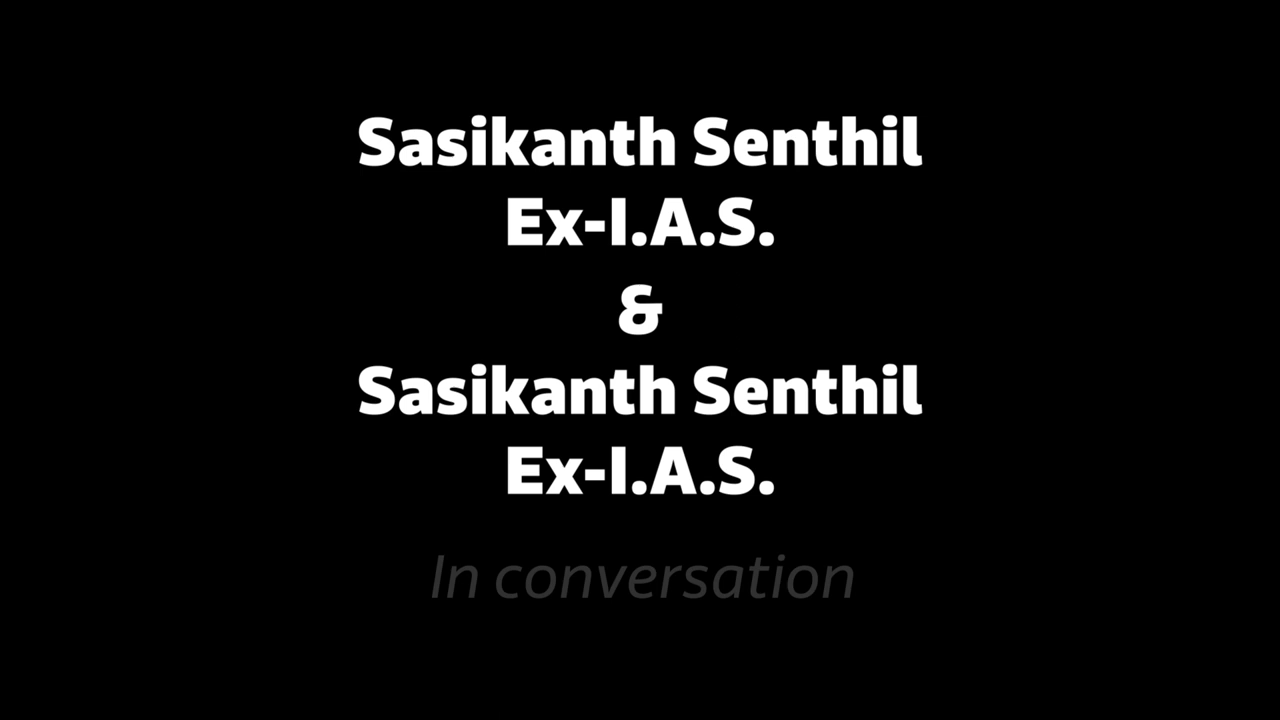 Sasikanth Senthil
Ex-I.A.S.
&
Sasikanth Senthil
Ex-I.A.S.
In conversation